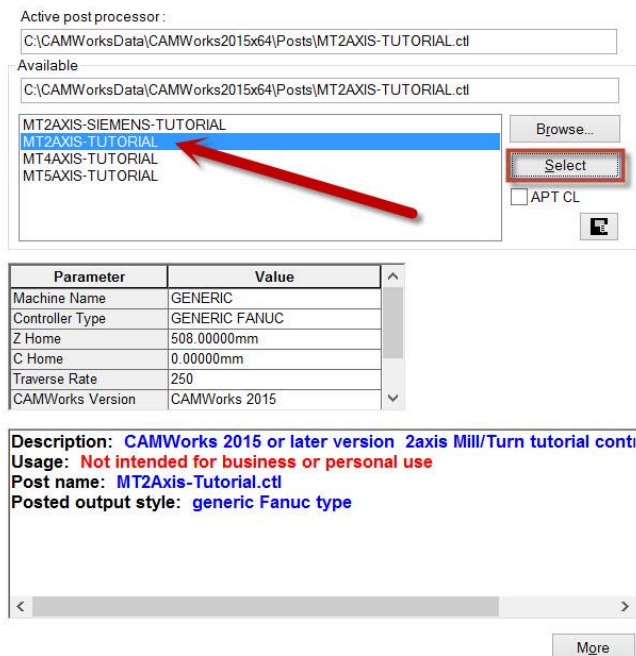 Active post processor:
C:\CAMWorksData\CAMWorks2015x64\Posts\MT2AXIS-TUTORIAL.ctl
Available
C:\CAMWorksData\CAMWorks2015x64\Posts\MT2AXIS-TUTORIAL.ctl
MT2AXIS-SIEMENS-TUTORIAL
MT2AXIS-TUTORIAL
MT4AXIS-TUTORIAL
MT5AXIS-TUTORIAL
Browse...
Select
APT CL
Parameter Value
Machine Name GENERIC
Controller Type GENERIC FANUC
Z Home 508.00000mm
C Home 0.00000mm
Traverse Rate 250
CAMWorks Version CAMWorks 2015
Description: CAMWorks 2015 or later version 2axis Mill/Turn tutorial contr
Usage: Not intended for business or personal use
Post name: MT2Axis-Tutorial.ctl
Posted output style: generic Fanuc type
More